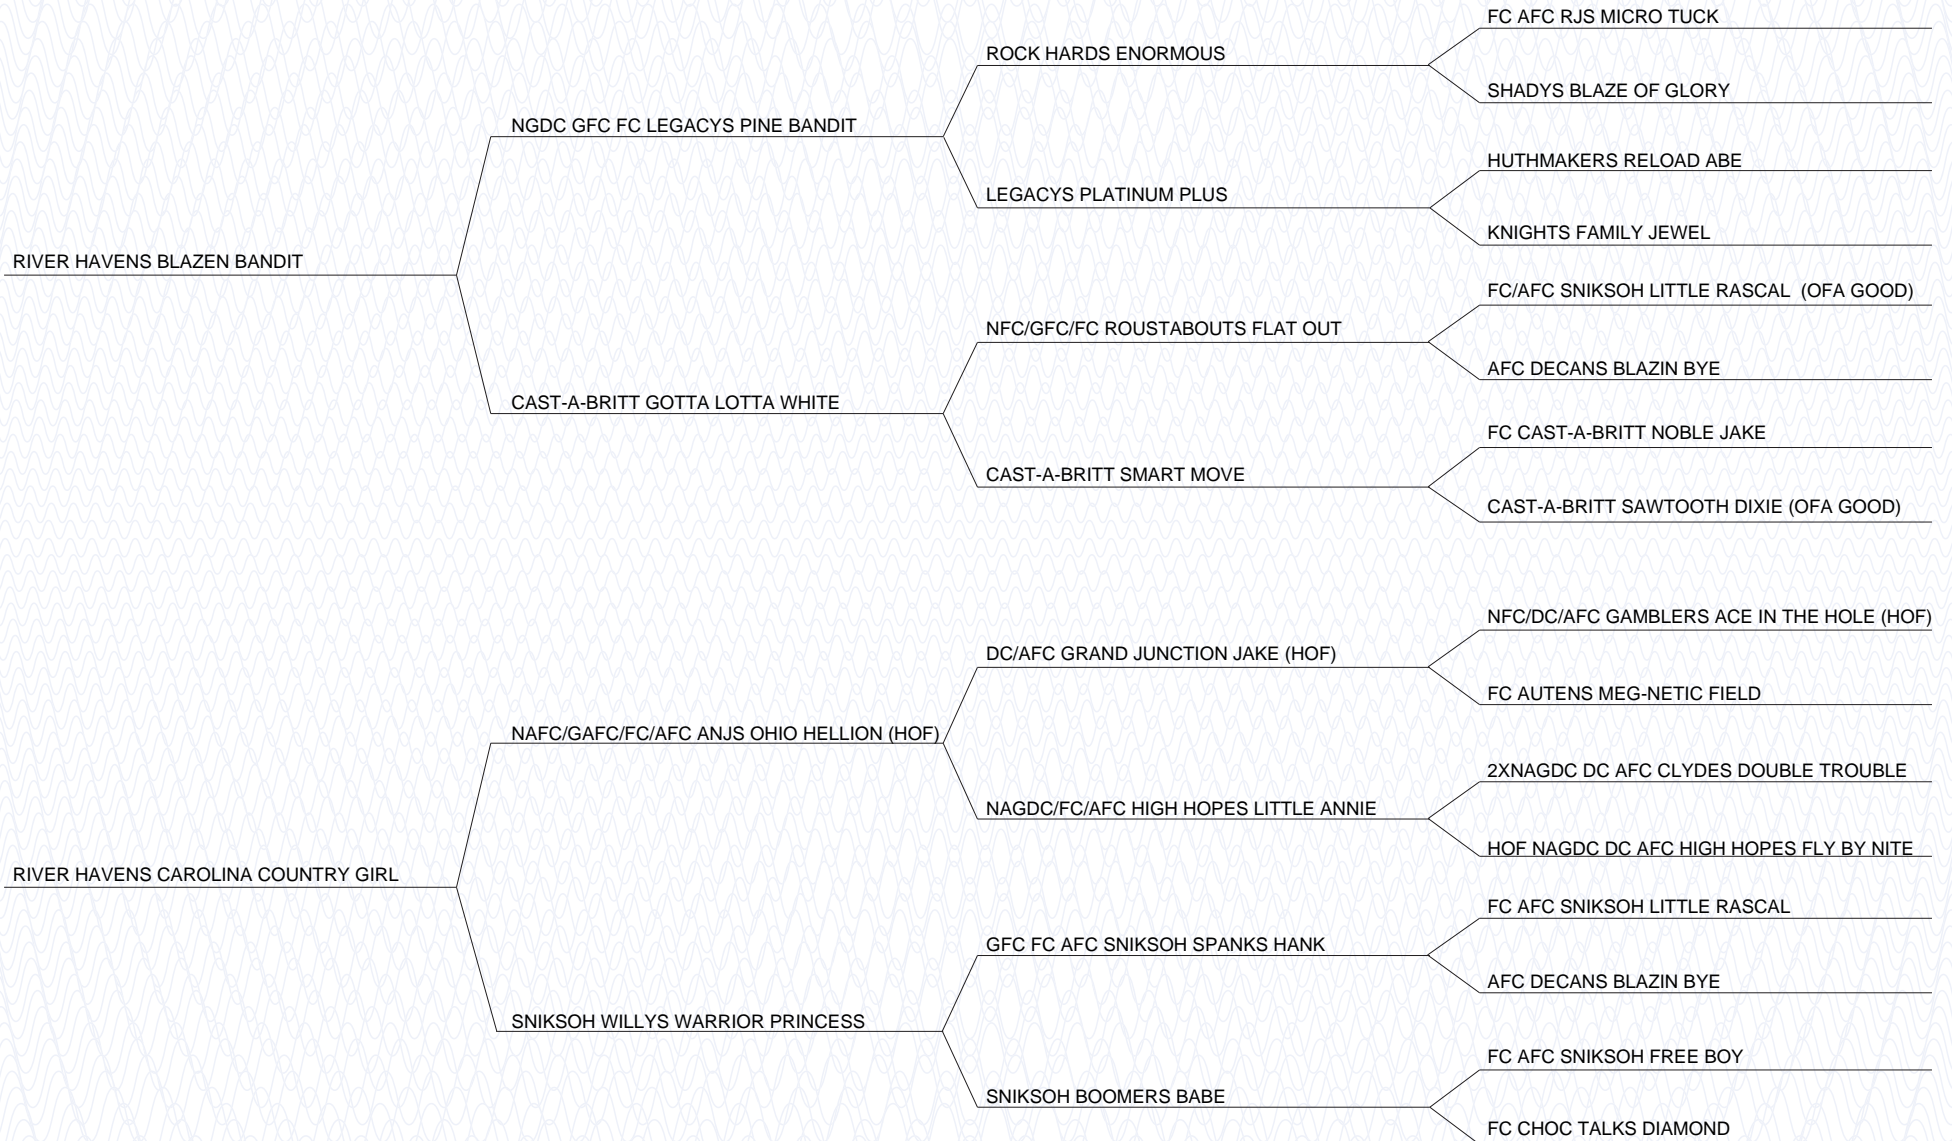 FC AFC RJS MICRO TUCK
ROCK HARDS ENORMOUS
SHADYS BLAZE OF GLORY
NGDC GFC FC LEGACYS PINE BANDIT
HUTHMAKERS RELOAD ABE
LEGACYS PLATINUM PLUS
KNIGHTS FAMILY JEWEL
RIVER HAVENS BLAZEN BANDIT
FC/AFC SNIKSOH LITTLE RASCAL  (OFA GOOD)
NFC/GFC/FC ROUSTABOUTS FLAT OUT
AFC DECANS BLAZIN BYE
CAST-A-BRITT GOTTA LOTTA WHITE
FC CAST-A-BRITT NOBLE JAKE
CAST-A-BRITT SMART MOVE
CAST-A-BRITT SAWTOOTH DIXIE (OFA GOOD)
NFC/DC/AFC GAMBLERS ACE IN THE HOLE (HOF)
DC/AFC GRAND JUNCTION JAKE (HOF)
FC AUTENS MEG-NETIC FIELD
NAFC/GAFC/FC/AFC ANJS OHIO HELLION (HOF)
2XNAGDC DC AFC CLYDES DOUBLE TROUBLE
NAGDC/FC/AFC HIGH HOPES LITTLE ANNIE
HOF NAGDC DC AFC HIGH HOPES FLY BY NITE
RIVER HAVENS CAROLINA COUNTRY GIRL
FC AFC SNIKSOH LITTLE RASCAL
GFC FC AFC SNIKSOH SPANKS HANK
AFC DECANS BLAZIN BYE
SNIKSOH WILLYS WARRIOR PRINCESS
FC AFC SNIKSOH FREE BOY
SNIKSOH BOOMERS BABE
FC CHOC TALKS DIAMOND